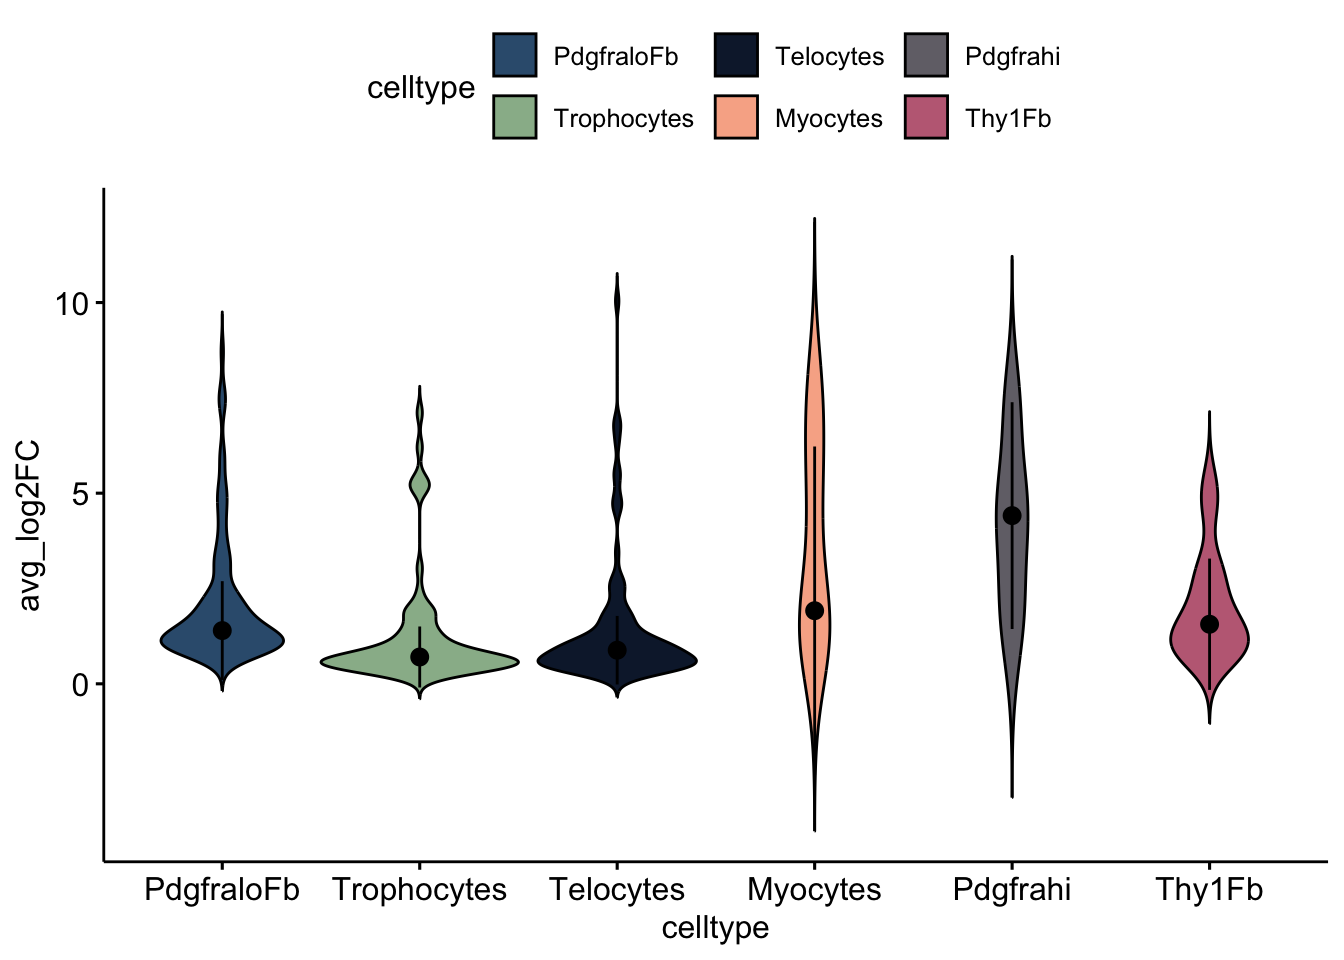 celltype
PdgfraloFb Telocytes Pdgfrahi
Trophocytes Myocytes Thy1Fb
avg_log2FC
10
5
0
PdgfraloFb Trophocytes Telocytes Myocytes Pdgfrahi Thy1Fb
celltype